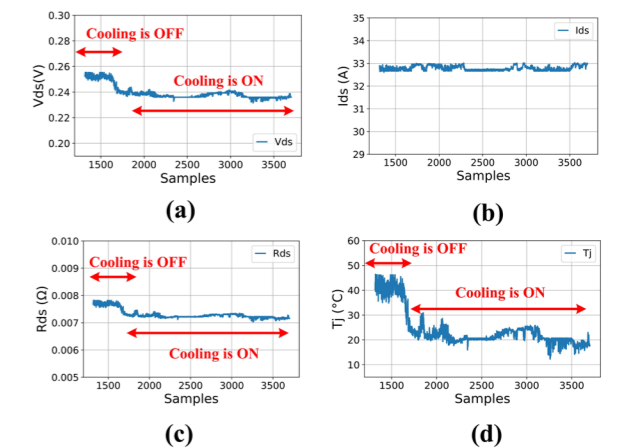 0.30
0.28
0.26
0.24
0.22
0.20
Vds(V)
Cooling is OFF
Cooling is ON
Vds
1500 2000 2500 3000 3500
Samples
(a)
35
34
33
32
31
30
29
Ids (A)
Ids
1500 2000 2500 3000 3500
Samples
(b)
0.010
0.009
0.008
0.007
0.006
0.005
Rds (Ω)
Cooling is OFF
Rds
Cooling is ON
1500 2000 2500 3000 3500
Samples
(c)
60
50
40
30
20
10
Tj (°C)
Cooling is OFF
Tj
Cooling is ON
1500 2000 2500 3000 3500
Samples
(d)